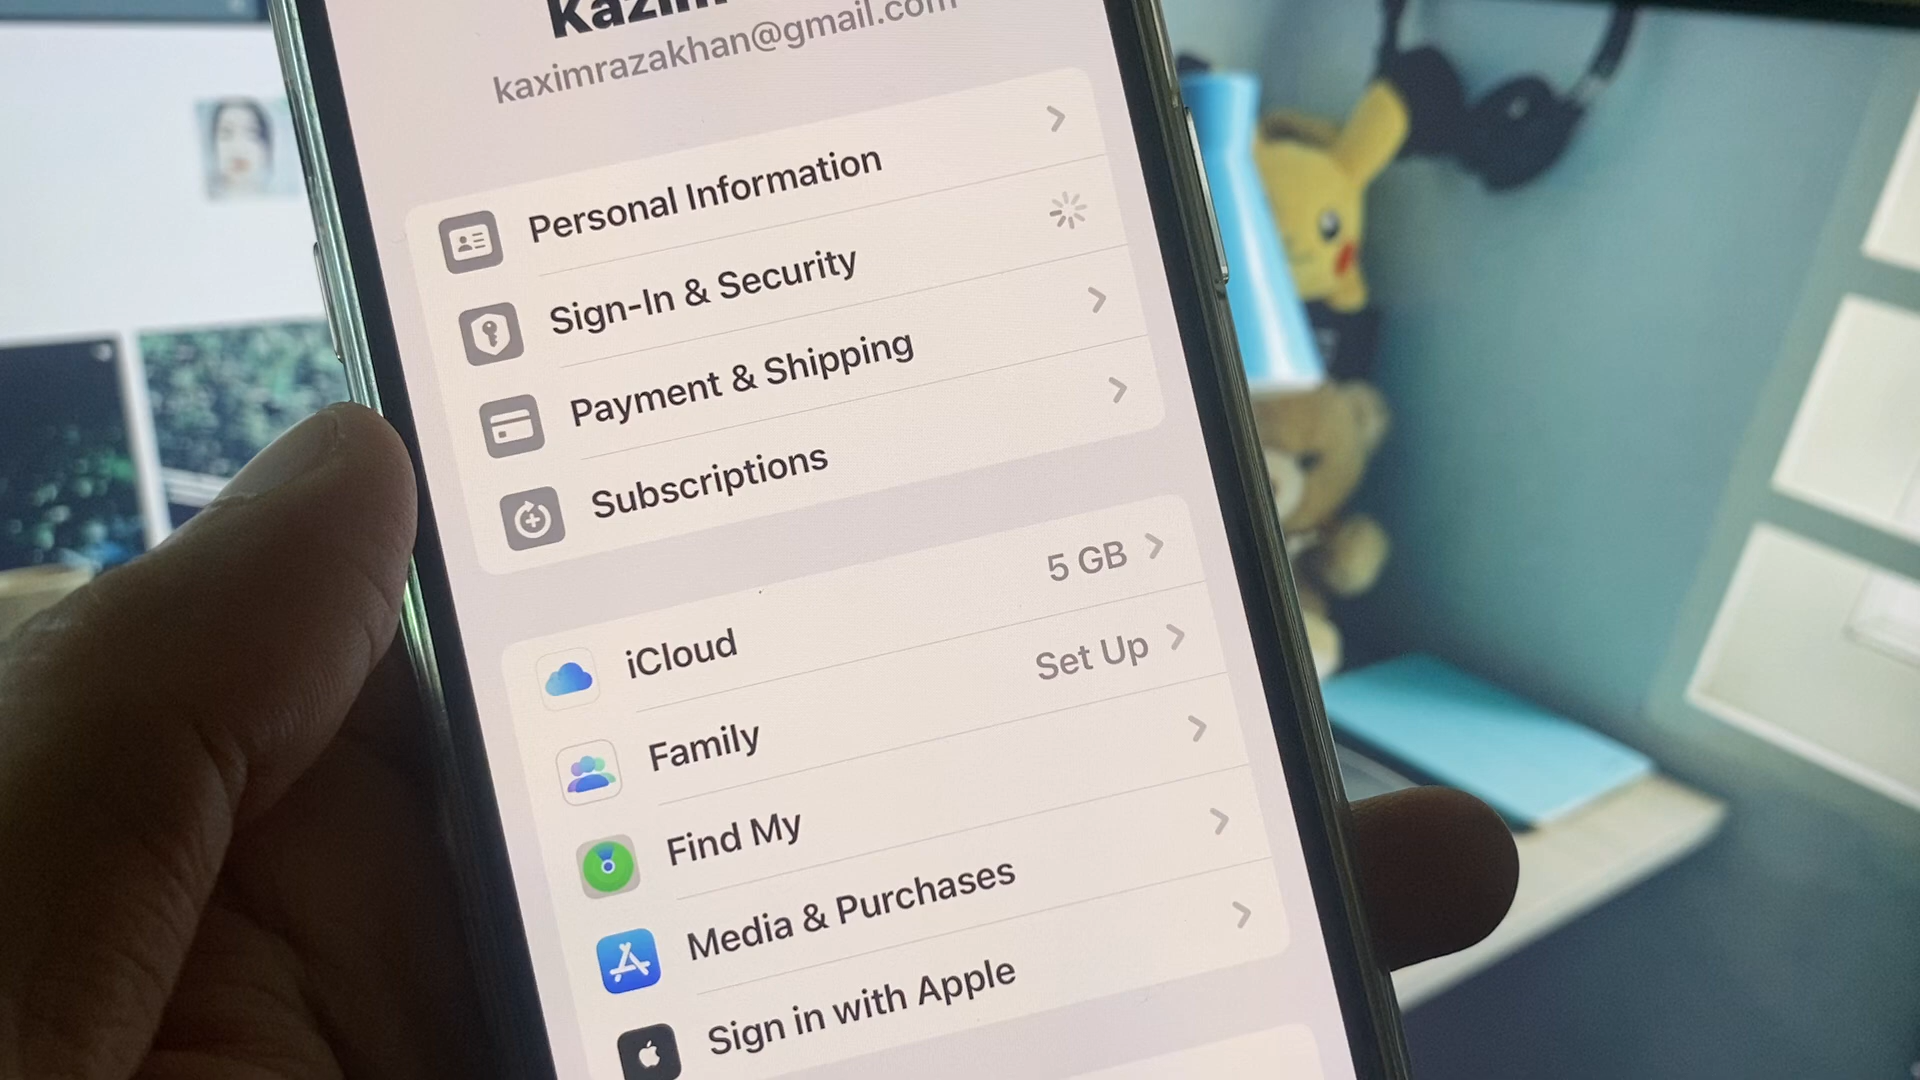 Kazim
kaximrazakhan@gmail.com
Personal Information
Sign-In & Security
Payment & Shipping
Subscriptions
iCloud 5 GB
Family Set Up
Find My
Media & Purchases
Sign in with Apple